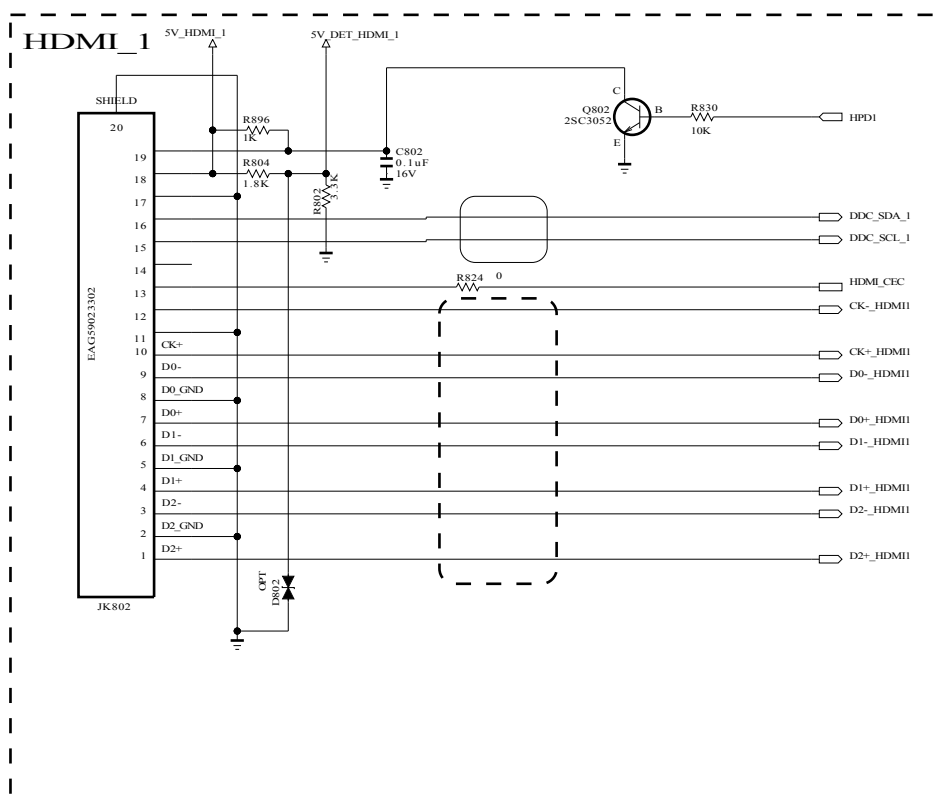 HDMI_1
5V_HDMI_1
5V_DET_HDMI_1
SHIELD
20
R896
1K
C802
0.1uF
16V
C
Q802
2SC3052
B
E
R830
10K
HPD1
19
R804
1.8K
18
R802
3.3K
17
16
DDC_SDA_1
15
DDC_SCL_1
14
R824
0
13
HDMI_CEC
12
CK-_HDMI1
EAG59023302
11
CK+
10
CK+_HDMI1
D0-
9
D0-_HDMI1
D0_GND
8
D0+
7
D0+_HDMI1
D1-
6
D1-_HDMI1
D1_GND
5
D1+
4
D1+_HDMI1
D2-
3
D2-_HDMI1
D2_GND
2
D2+
1
D2+_HDMI1
OPT
D802
JK802